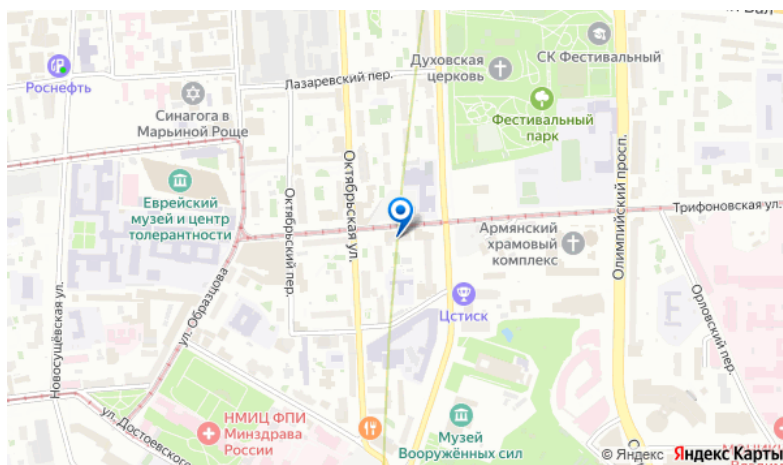 Роснефть
Лазаревский пер.
Духовская
церковь
СК Фестивальный
Синагога в
Марьиной Роще
Фестивальный
парк
Еврейский
музей и центр
толерантности
Октябрьский пер.
Октябрьская ул.
Олимпийский просп.
Трифоновская ул.
Армянский
храмовый
комплекс
Новосущёвская ул.
ул. Образцова
Цстиск
Орловский пер.
ул. Достоевского
НМИЦ ФПИ
Минздрава
России
Музей
Вооружённых сил
© Яндекс Яндекс Карты